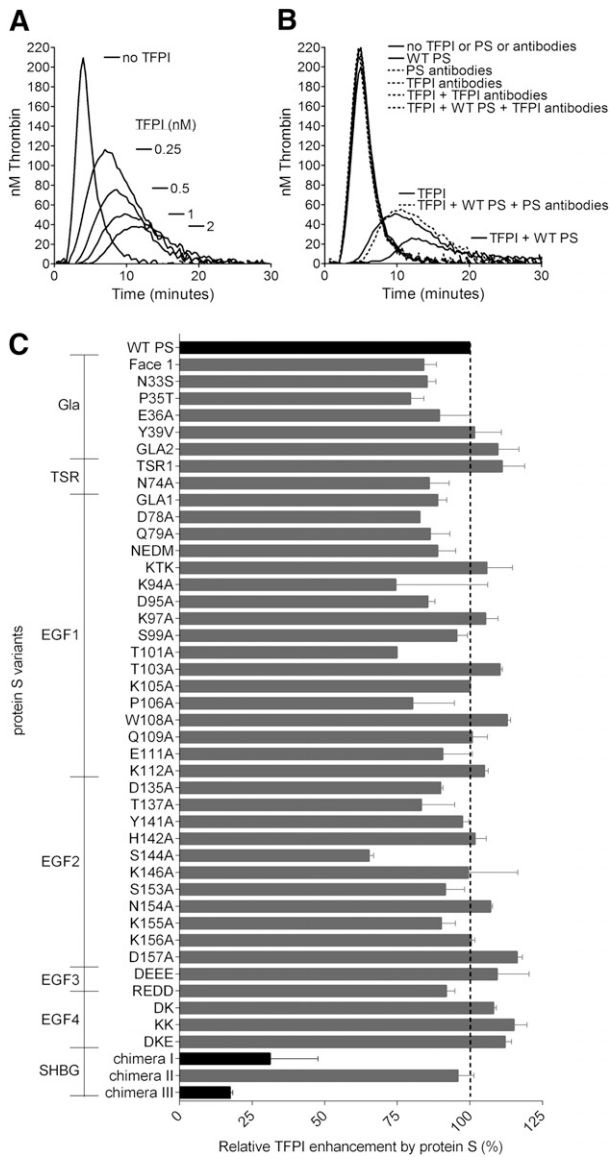 A
B
no TFPI
TFPI (nM)
0.25
0.5
1
2
nM Thrombin
220
200
180
160
140
120
100
80
60
40
20
0
0 10 20 30
Time (minutes)
no TFPI or PS or antibodies
WT PS
PS antibodies
TFPI antibodies
TFPI + TFPI antibodies
TFPI + WT PS + TFPI antibodies
TFPI
TFPI + WT PS + PS antibodies
TFPI + WT PS
nM Thrombin
220
200
180
160
140
120
100
80
60
40
20
0
0 10 20 30
Time (minutes)
C
protein S variants
WT PS
Gla
Face 1
N33S
P35T
E36A
Y39V
GLA2
TSR
TSR1
N74A
EGF1
GLA1
D78A
Q79A
NEDM
KTK
K94A
D95A
K97A
S99A
T101A
T103A
K105A
P106A
W108A
Q109A
E111A
K112A
EGF2
D135A
T137A
Y141A
H142A
S144A
K146A
S153A
N154A
K155A
K156A
D157A
EGF3
DEEE
EGF4
REDD
DK
KK
DKE
SHBG
chimera I
chimera II
chimera III
0 25 50 75 100 125
Relative TFPI enhancement by protein S (%)